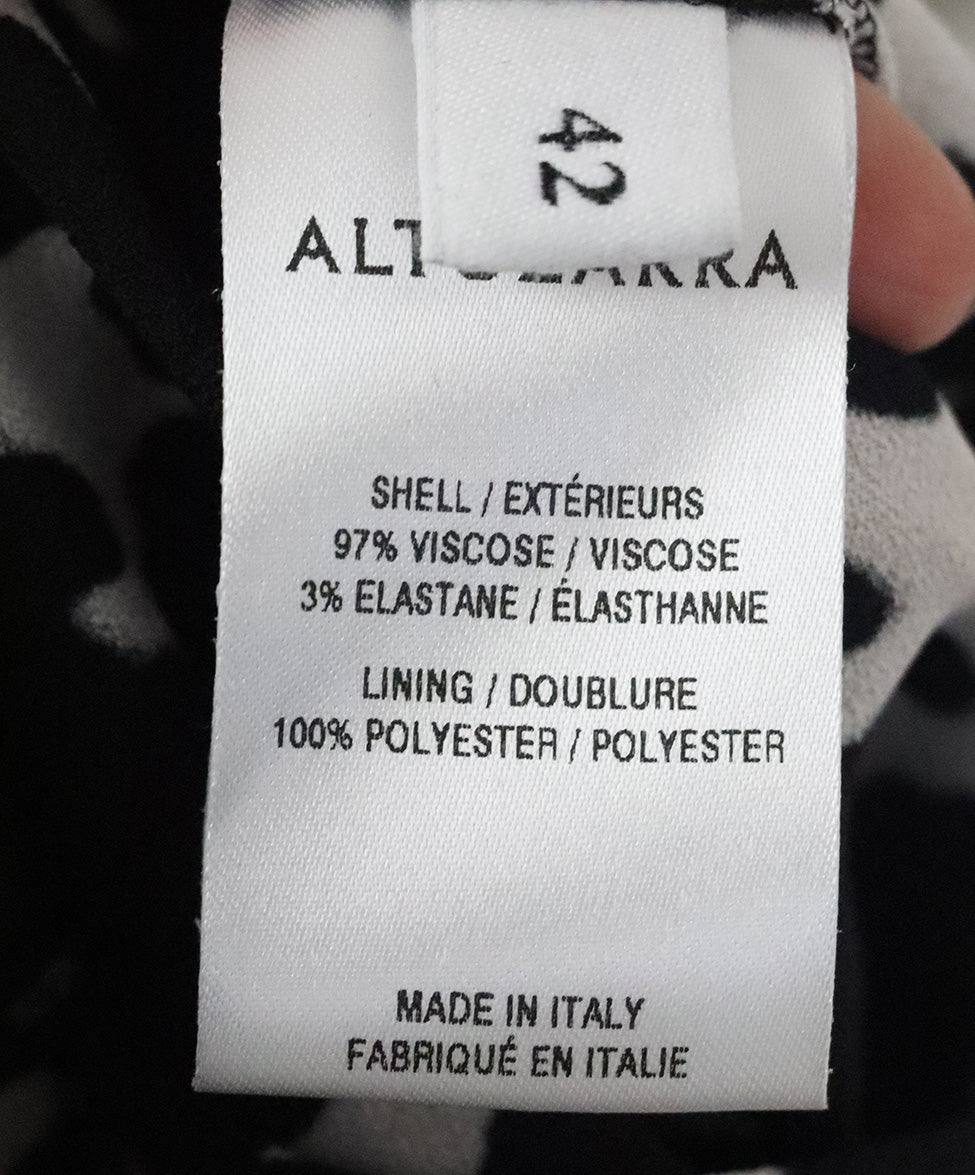 42
ALTUZARRA
SHELL / EXTÉRIEURS
97% VISCOSE / VISCOSE
3% ELASTANE / ÉLASTHANNE
LINING / DOUBLURE
100% POLYESTER / POLYESTER
MADE IN ITALY
FABRIQUÉ EN ITALIE